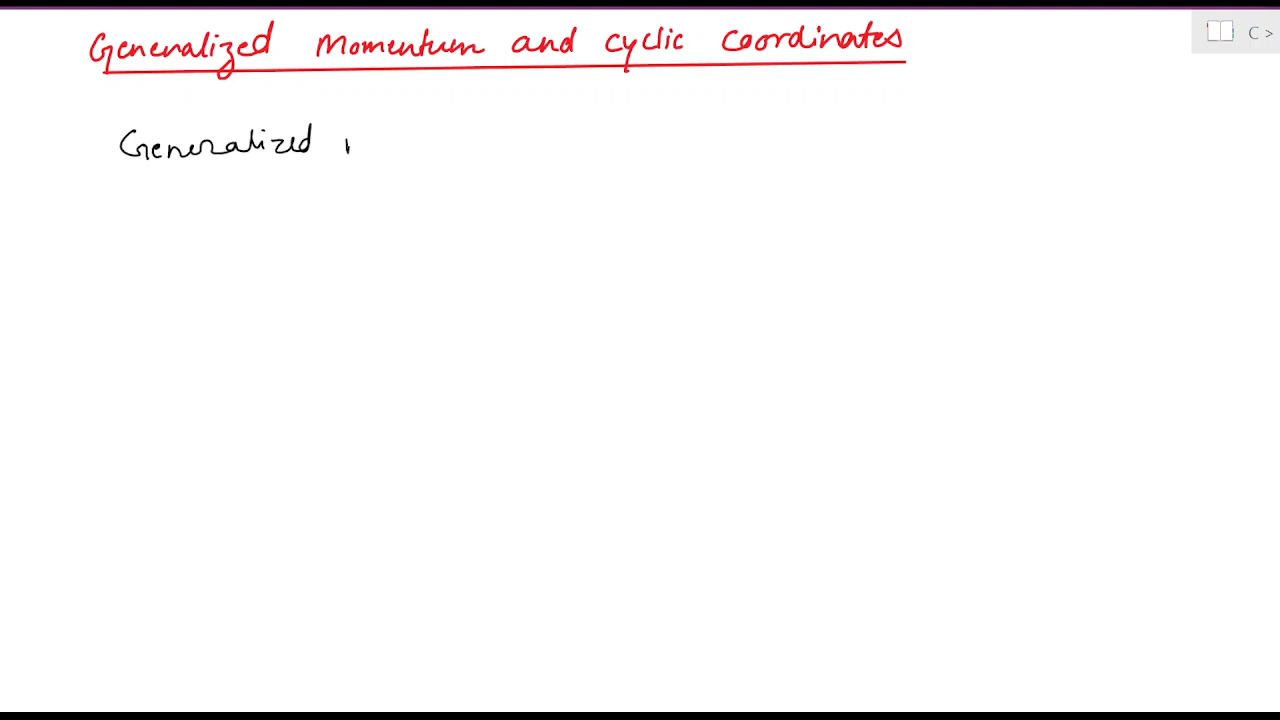 Generalized Momentum and cyclic coordinates
C >
Generalized